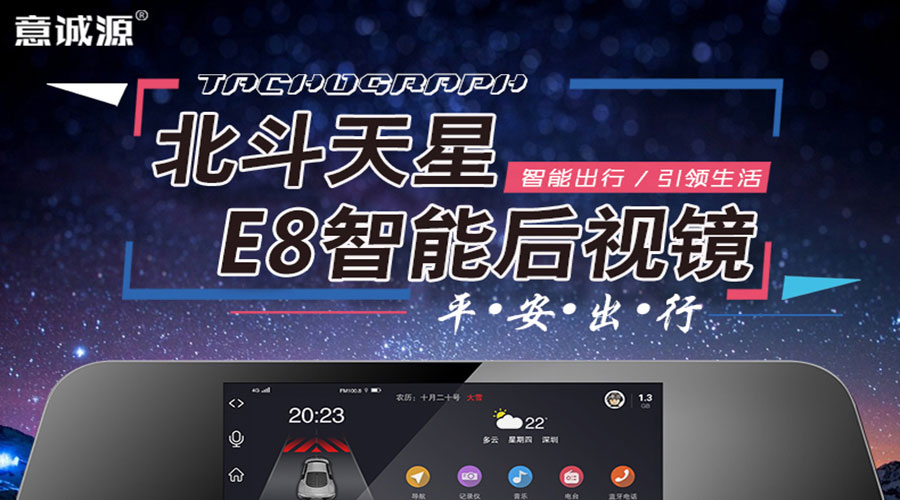 意诚源®
TACHOGRAPH
北斗天星
智能出行 / 引领生活
E8智能后视镜
平·安·出·行
4G PM100.8
农历：十月二十号 大雪
1.3
GB
20:23
22°
多云 星期四 深圳
导航 记录仪 音乐 电台 蓝牙电话